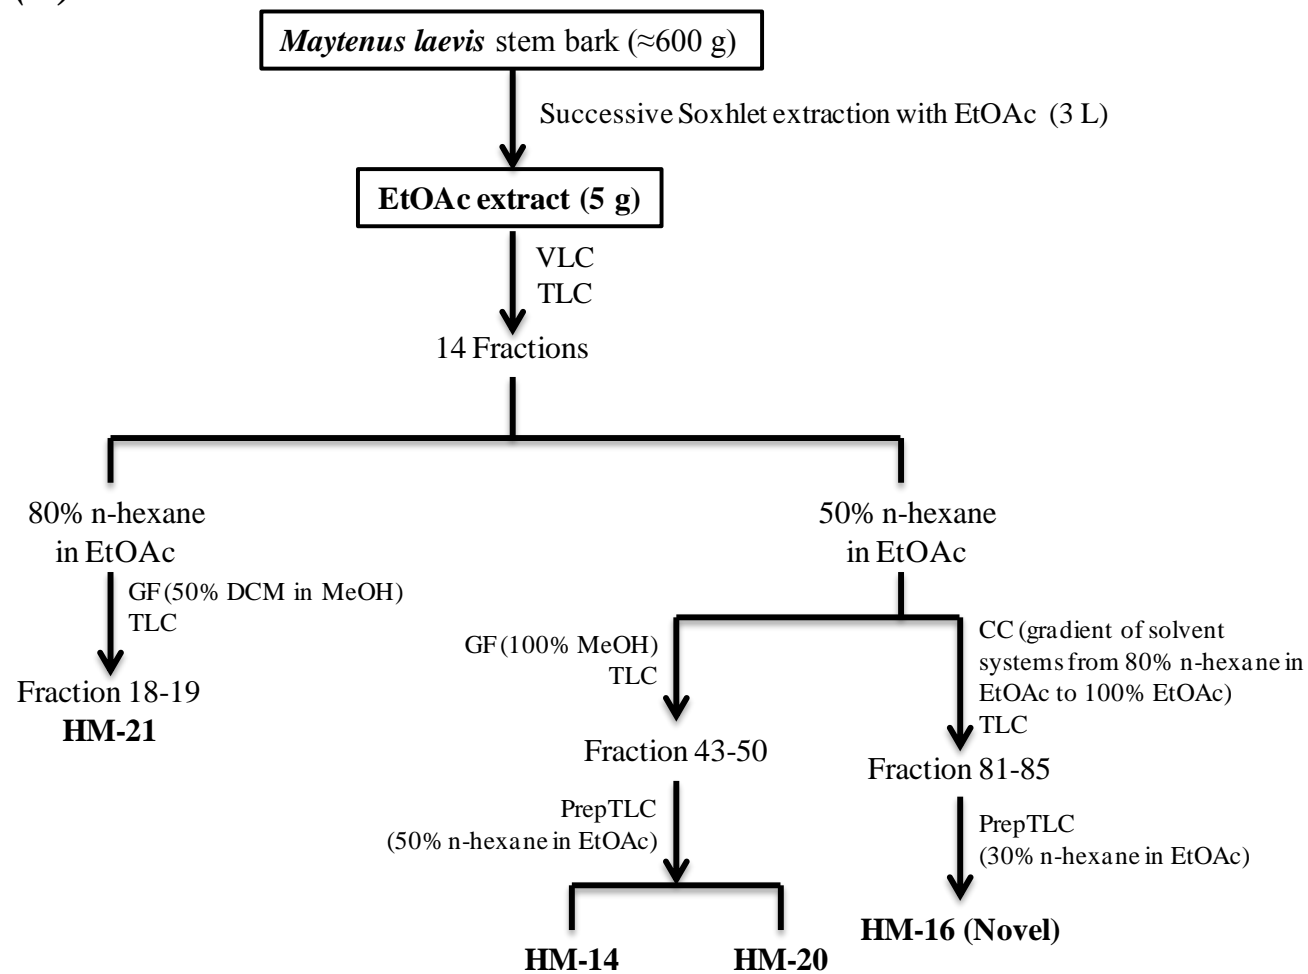 Maytenus laevis stem bark (≈600 g)
Successive Soxhlet extraction with EtOAc (3 L)
EtOAc extract (5 g)
VLC
TLC
14 Fractions
80% n-hexane
in EtOAc
GF (50% DCM in MeOH)
TLC
Fraction 18-19
HM-21
50% n-hexane
in EtOAc
GF (100% MeOH)
TLC
Fraction 43-50
PrepTLC
(50% n-hexane in EtOAc)
HM-14
HM-20
CC (gradient of solvent
systems from 80% n-hexane in
EtOAc to 100% EtOAc)
TLC
Fraction 81-85
PrepTLC
(30% n-hexane in EtOAc)
HM-16 (Novel)